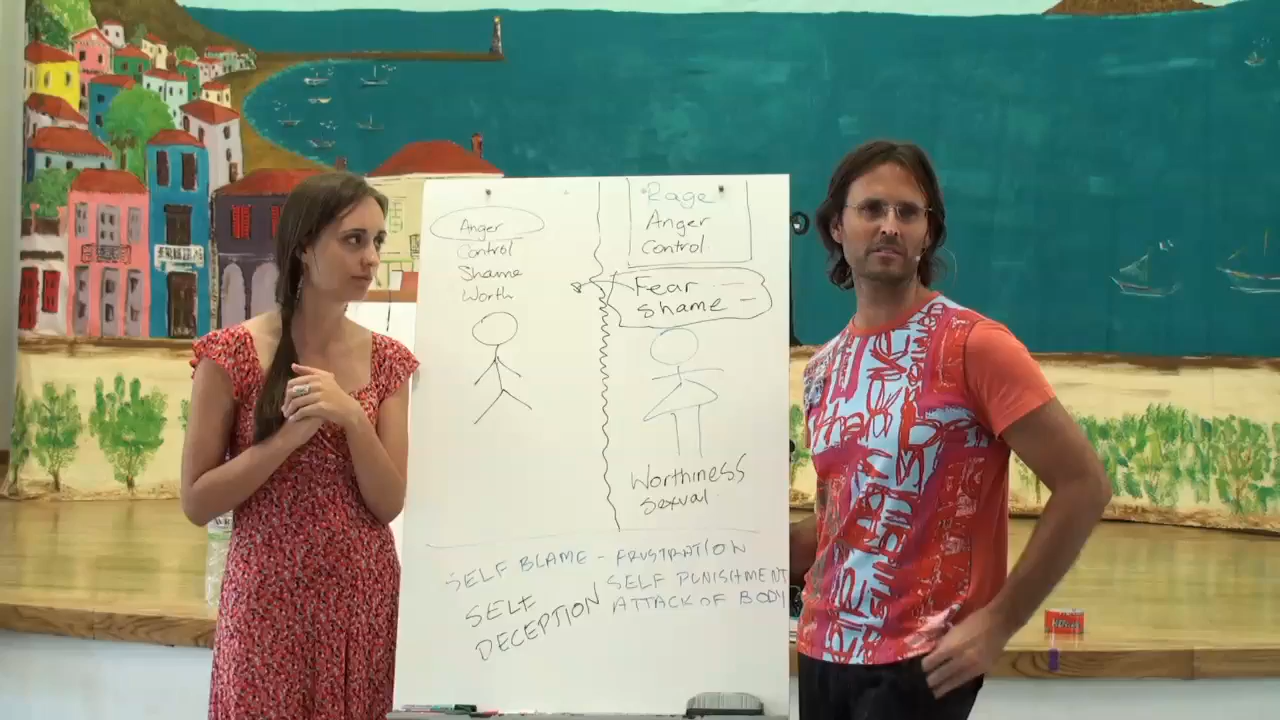 Anger
Control
Shame
Worth
Rage
Anger
Control
Fear
Shame
Worthiness
Sexual
SELF BLAME - FRUSTRATION
SELF DECEPTION
SELF PUNISHMENT
ATTACK OF BODY